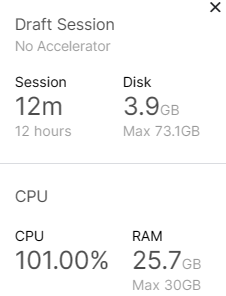 Draft Session
No Accelerator
Session Disk
12m 3.9GB
12 hours Max 73.1GB
CPU
CPU RAM
101.00% 25.7GB
Max 30GB